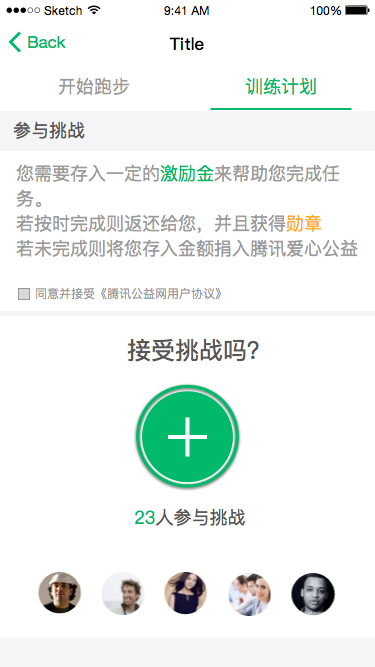 Sketch 9:41 AM 100%
Back Title
开始跑步 训练计划
参与挑战
您需要存入一定的激励金来帮助您完成任
务。
若按时完成则返还给您，并且获得勋章
若未完成则将您存入金额捐入腾讯爱心公益
同意并接受《腾讯公益网用户协议》
接受挑战吗？
23人参与挑战